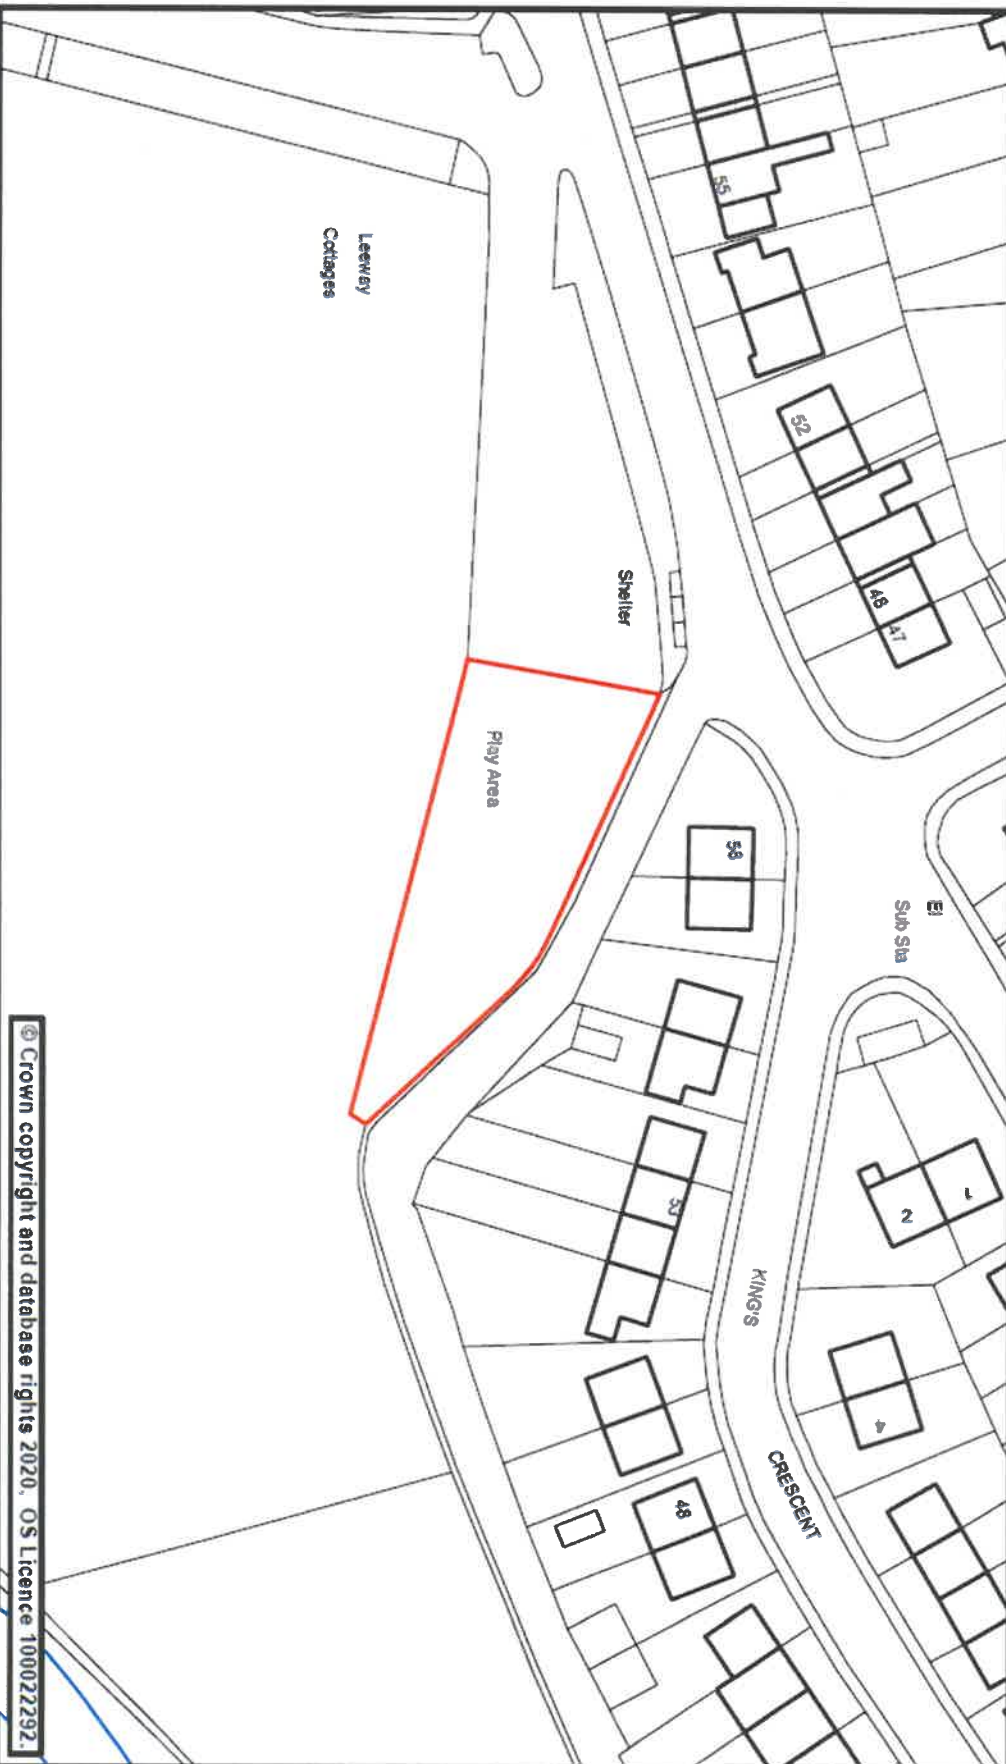 55
52
48
47
Leeway
Cottages
Shelter
Play Area
58
El
Sub Sta
53
KING'S
CRESCENT
1
2
4
48
© Crown copyright and database rights 2020. OS Licence 100022292.